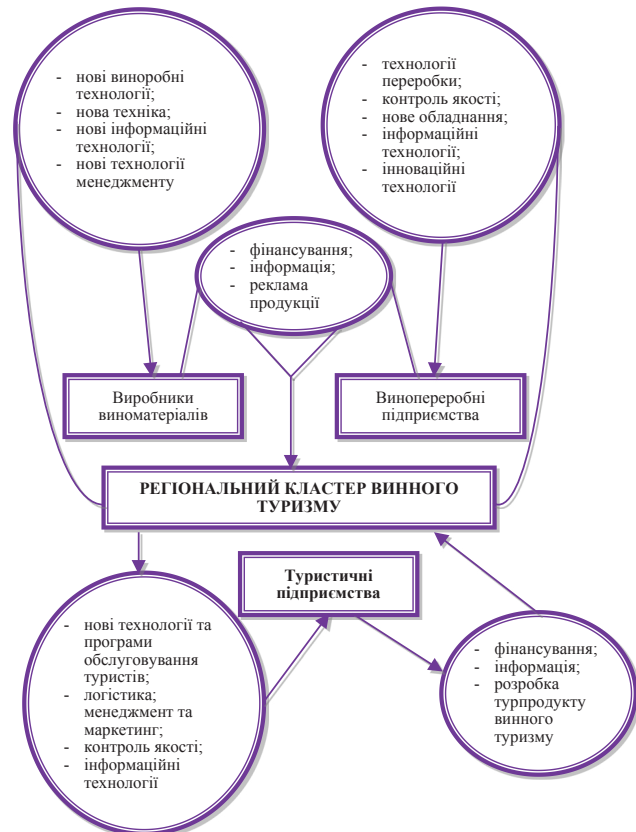 - нові виноробні
технології;
- нова техніка;
- нові інформаційні
технології;
- нові технології
менеджменту
- технології
переробки;
- контроль якості;
- нове обладнання;
- інформаційні
технології;
- інноваційні
технології
- фінансування;
- інформація;
- реклама
продукції
Виробники
виноматеріалів
Винопереробні
підприємства
РЕГІОНАЛЬНИЙ КЛАСТЕР ВИННОГО
ТУРИЗМУ
Туристичні
підприємства
- нові технології та
програми
обслуговування
туристів;
- логістика;
менеджмент та
маркетинг;
- контроль якості;
- інформаційні
технології
- фінансування;
- інформація;
- розробка
турпродукту
винного
туризму